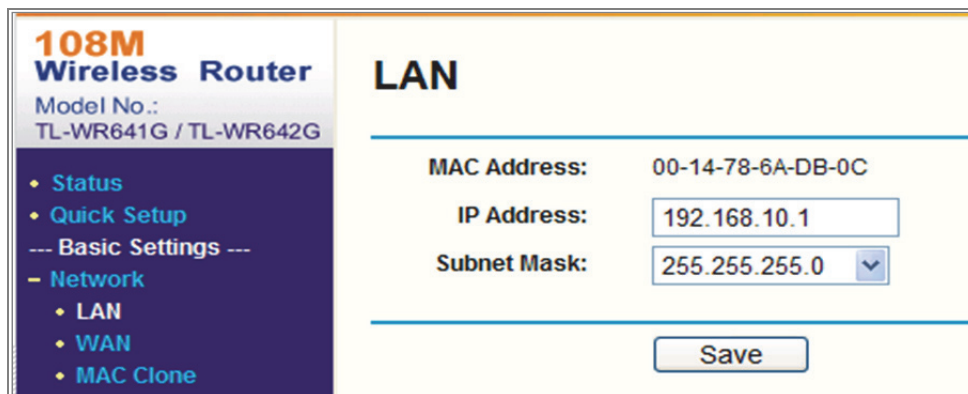 108M
Wireless Router
Model No.:
TL-WR641G / TL-WR642G
• Status
• Quick Setup
--- Basic Settings ---
– Network
• LAN
• WAN
• MAC Clone
LAN
MAC Address: 00-14-78-6A-DB-0C
IP Address: 192.168.10.1
Subnet Mask: 255.255.255.0
Save